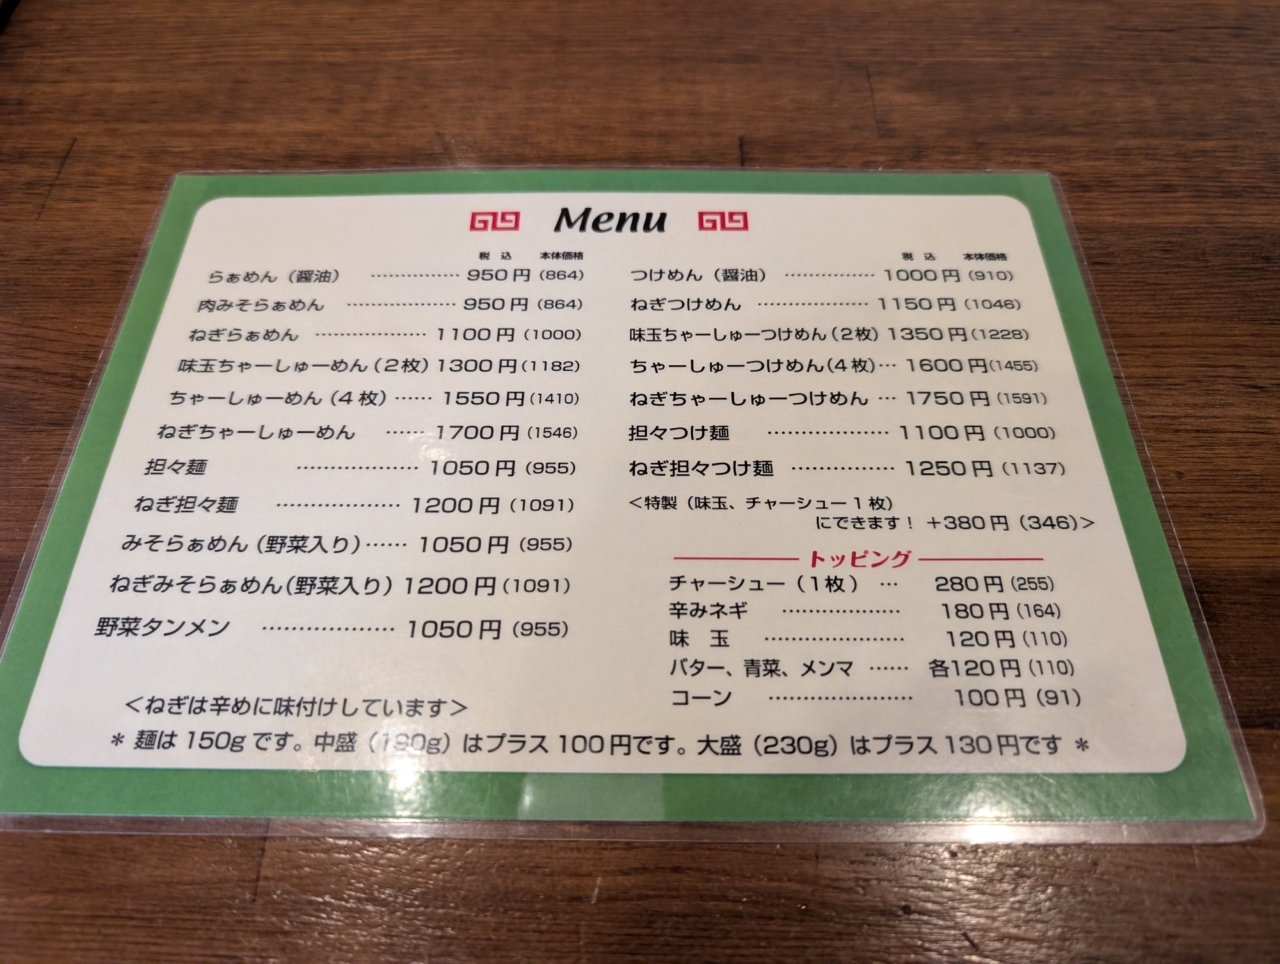 Menu
税込 本体価格
らぁめん（醤油） ………… 950円 (864)
肉みそらぁめん ………… 950円 (864)
ねぎらぁめん ………… 1100円 (1000)
味玉ちゃーしゅーめん（2枚）1300円 (1182)
ちゃーしゅーめん（4枚）…… 1550円 (1410)
ねぎちゃーしゅーめん …… 1700円 (1546)
担々麺 ………… 1050円 (955)
ねぎ担々麺 ………… 1200円 (1091)
みそらぁめん（野菜入り）…… 1050円 (955)
ねぎみそらぁめん（野菜入り）1200円 (1091)
野菜タンメン ………… 1050円 (955)
＜ねぎは辛めに味付けしています＞
税込 本体価格
つけめん（醤油） ………… 1000円 (910)
ねぎつけめん ………… 1150円 (1046)
味玉ちゃーしゅーつけめん（2枚）1350円 (1228)
ちゃーしゅーつけめん（4枚）… 1600円 (1455)
ねぎちゃーしゅーつけめん … 1750円 (1591)
担々つけ麺 ………… 1100円 (1000)
ねぎ担々つけ麺 ………… 1250円 (1137)
＜特製（味玉、チャーシュー1枚）
にできます！ ＋380円（346）＞
トッピング
チャーシュー（1枚） … 280円 (255)
辛みネギ ………… 180円 (164)
味 玉 ………… 120円 (110)
バター、青菜、メンマ …… 各120円 (110)
コーン ………… 100円 (91)
＊ 麺は150gです。中盛（190g）はプラス100円です。大盛（230g）はプラス130円です ＊